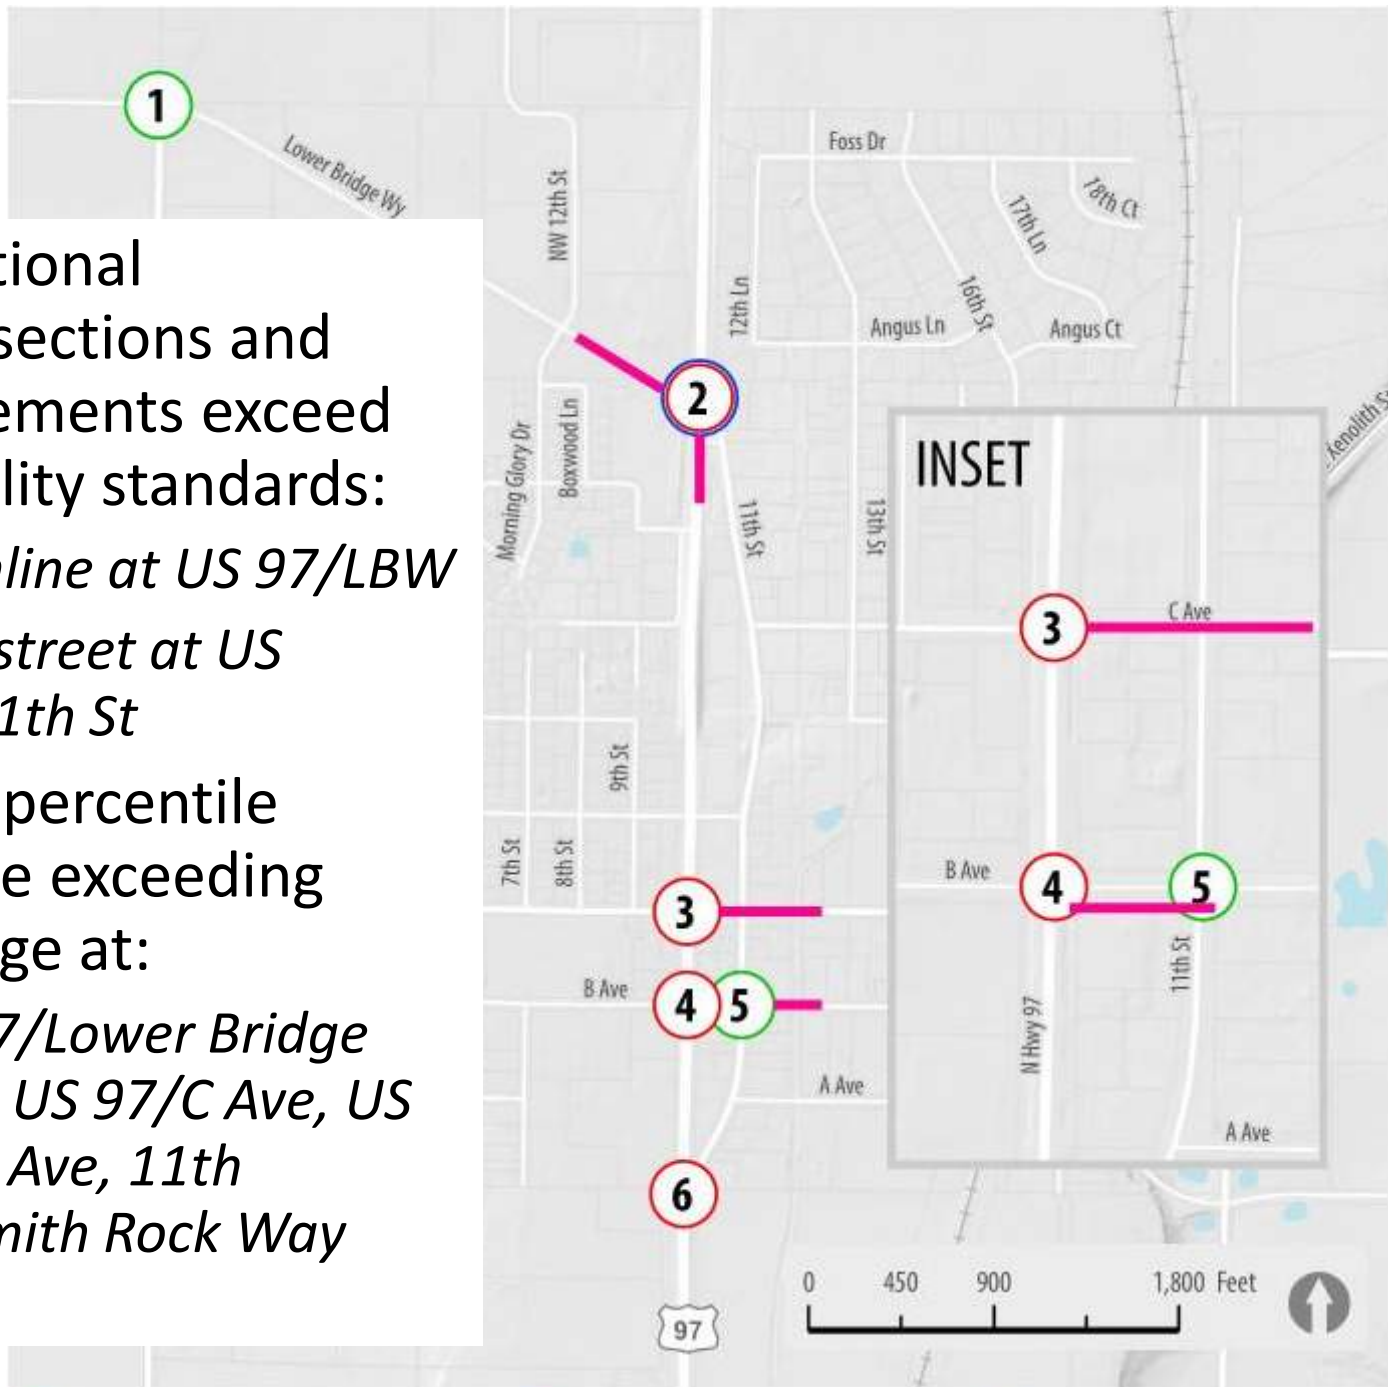 tional
sections and
ements exceed
lity standards:
line at US 97/LBW
street at US
1th St
percentile
e exceeding
ge at:
7/Lower Bridge
US 97/C Ave, US
Ave, 11th
mith Rock Way
1
Lower Bridge Wy
NW 12th St
Foss Dr
18th Ct
17th Ln
16th St
12th Ln
Angus Ln
Angus Ct
2
Morning Glory Dr
Boxwood Ln
11th St
13th St
Xenolith St
9th St
7th St
8th St
3
B Ave
4
5
A Ave
6
97
INSET
3
C Ave
B Ave
4
5
11th St
N Hwy 97
A Ave
0 450 900 1,800 Feet